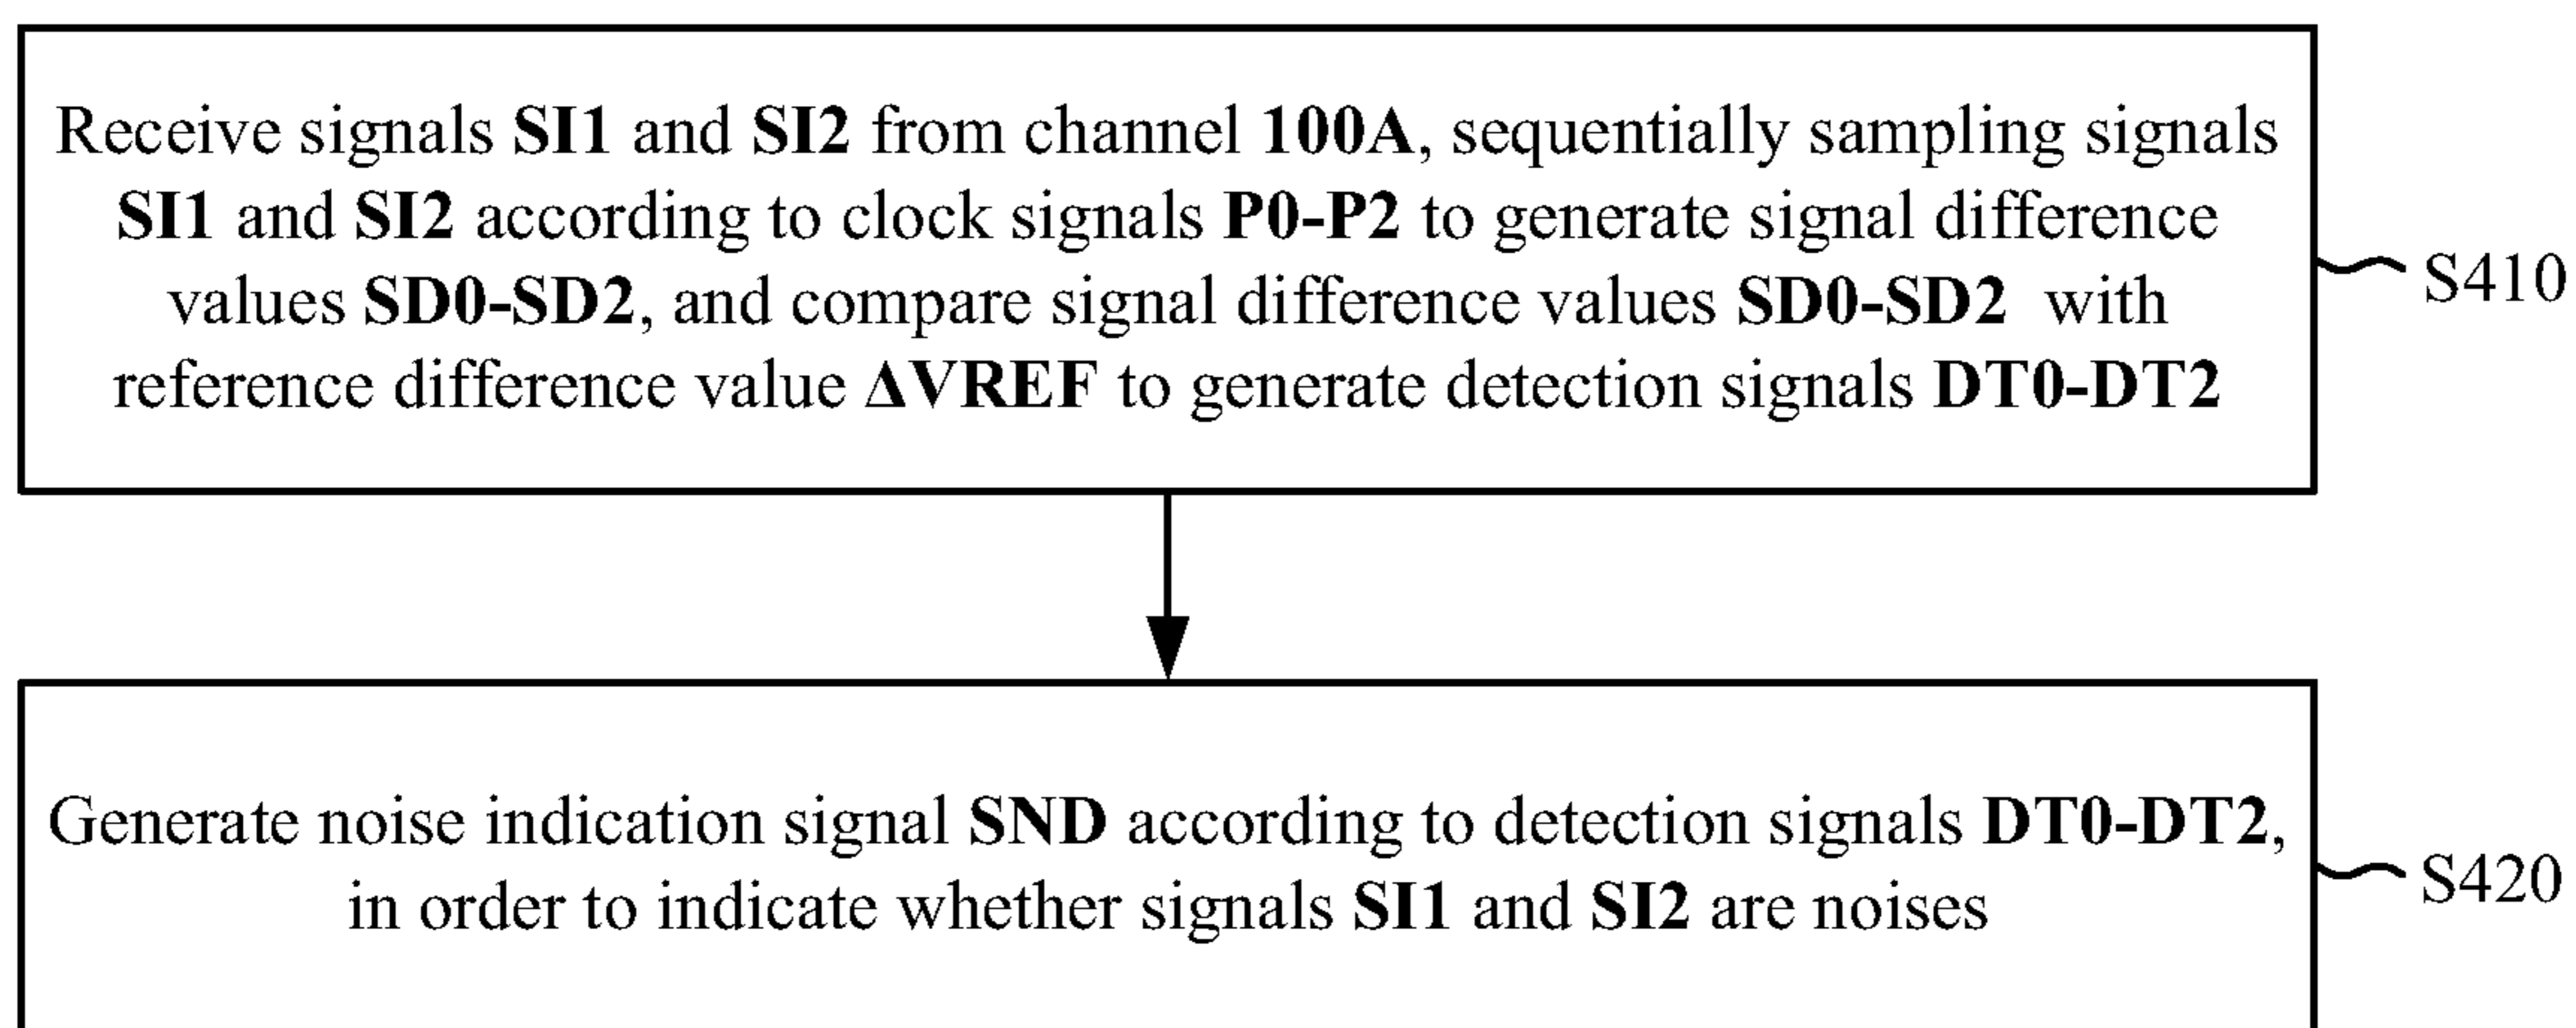 Receive signals SI1 and SI2 from channel 100A, sequentially sampling signals
SI1 and SI2 according to clock signals P0-P2 to generate signal difference
values SD0-SD2, and compare signal difference values SD0-SD2 with
reference difference value ΔVREF to generate detection signals DT0-DT2
S410
Generate noise indication signal SND according to detection signals DT0-DT2,
in order to indicate whether signals SI1 and SI2 are noises
S420